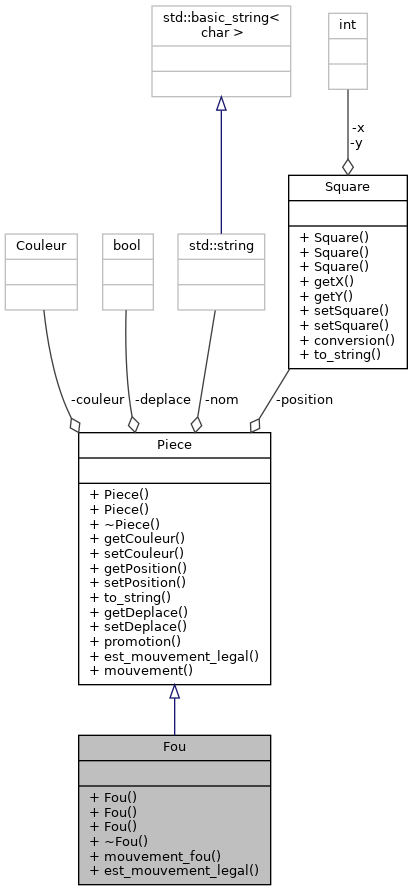 std::basic_string<
char >
int
-x
-y
Square
+ Square()
+ Square()
+ Square()
+ getX()
+ getY()
+ setSquare()
+ setSquare()
+ conversion()
+ to_string()
Couleur
bool
std::string
-couleur
-deplace
-nom
-position
Piece
+ Piece()
+ Piece()
+ ~Piece()
+ getCouleur()
+ setCouleur()
+ getPosition()
+ setPosition()
+ to_string()
+ getDeplace()
+ setDeplace()
+ promotion()
+ est_mouvement_legal()
+ mouvement()
Fou
+ Fou()
+ Fou()
+ Fou()
+ ~Fou()
+ mouvement_fou()
+ est_mouvement_legal()